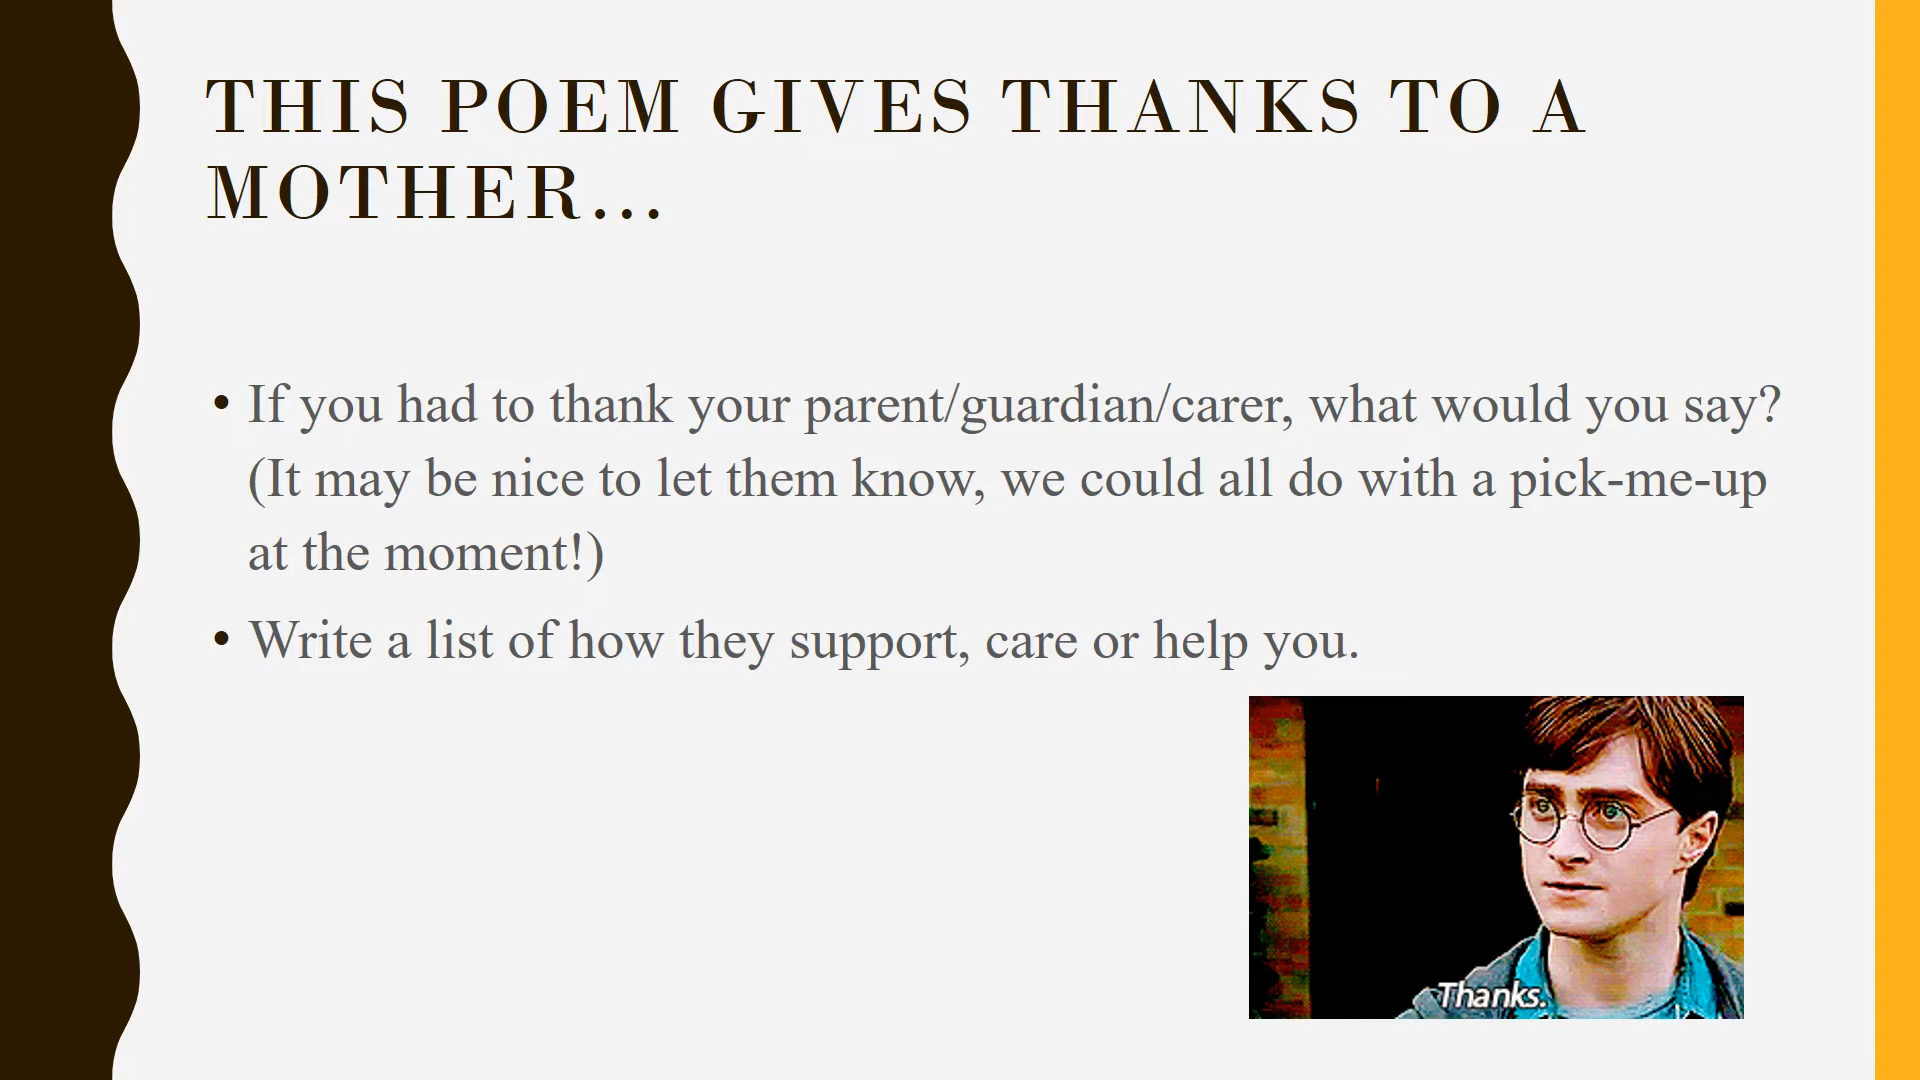 THIS POEM GIVES THANKS TO A
MOTHER...
• If you had to thank your parent/guardian/carer, what would you say?
(It may be nice to let them know, we could all do with a pick-me-up
at the moment!)
• Write a list of how they support, care or help you.
Thanks.